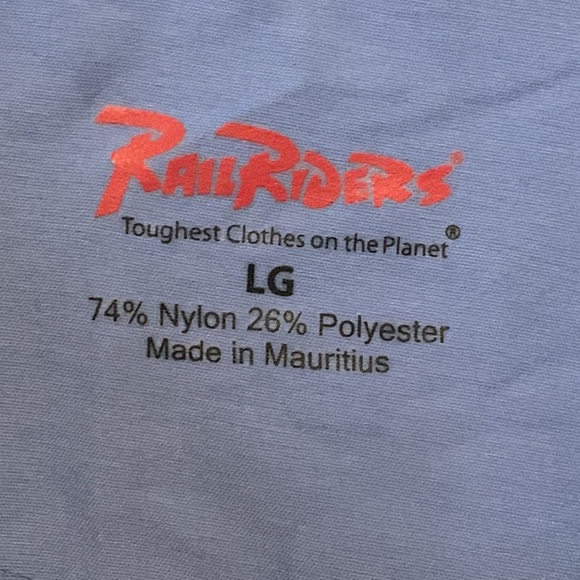 RAILRIDERS®
Toughest Clothes on the Planet®
LG
74% Nylon 26% Polyester
Made in Mauritius